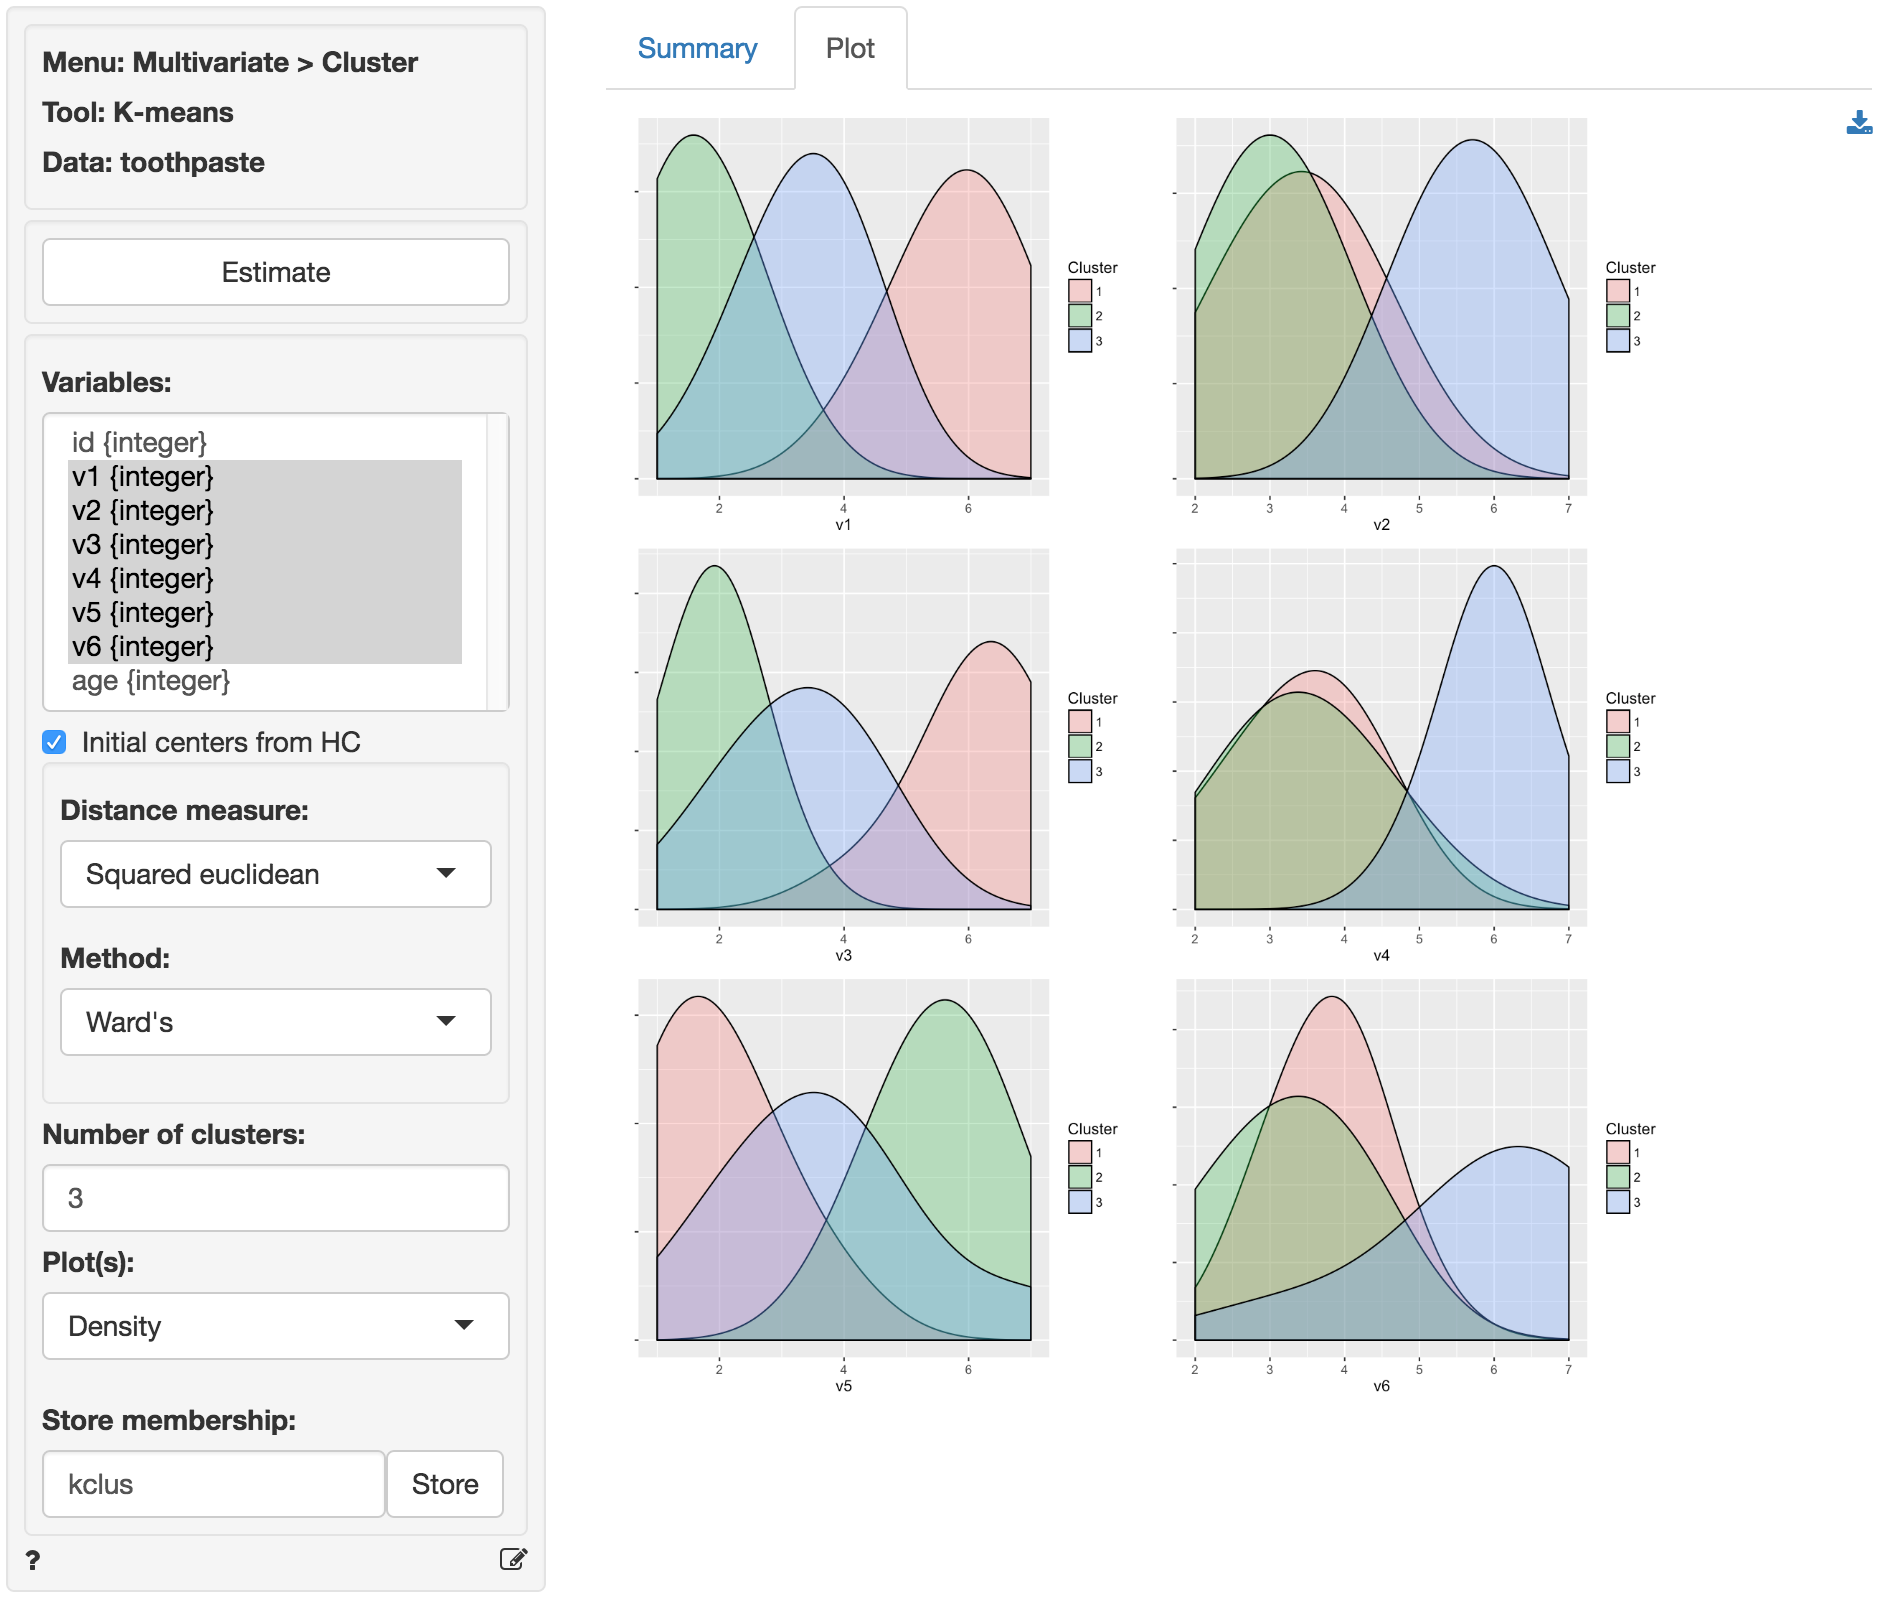 Menu: Multivariate > Cluster
Tool: K-means
Data: toothpaste
Estimate
Variables:
id {integer}
v1 {integer}
v2 {integer}
v3 {integer}
v4 {integer}
v5 {integer}
v6 {integer}
age {integer}
Initial centers from HC
Distance measure:
Squared euclidean
Method:
Ward's
Number of clusters:
3
Plot(s):
Density
Store membership:
kclus Store
?
Summary Plot
2 4 6
v1
Cluster
1
2
3
2 3 4 5 6 7
v2
Cluster
1
2
3
2 4 6
v3
Cluster
1
2
3
2 3 4 5 6 7
v4
Cluster
1
2
3
2 4 6
v5
Cluster
1
2
3
2 3 4 5 6 7
v6
Cluster
1
2
3